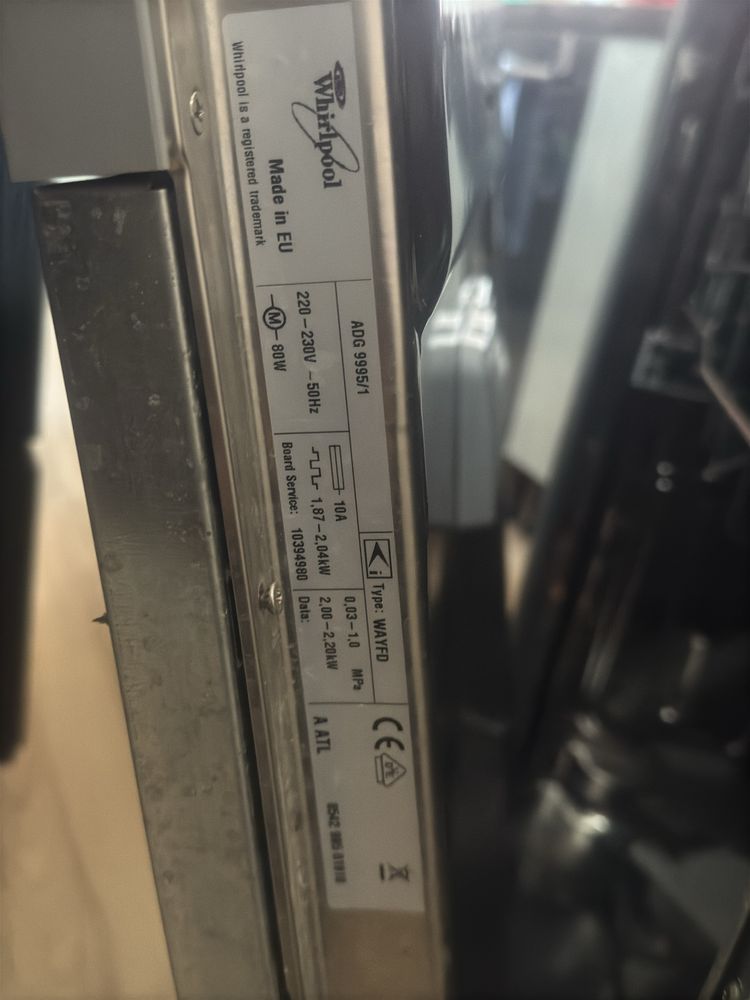 Whirlpool
Made in EU
Whirlpool is a registered trademark
ADG 9995/1
220–230V ~50Hz
M 80W
10A
1,87–2,04kW
Board Service: 10394980
i Type: WAYFD
0,03–1,0 MPa
2,00–2,20kW
Data:
CE
A ATL